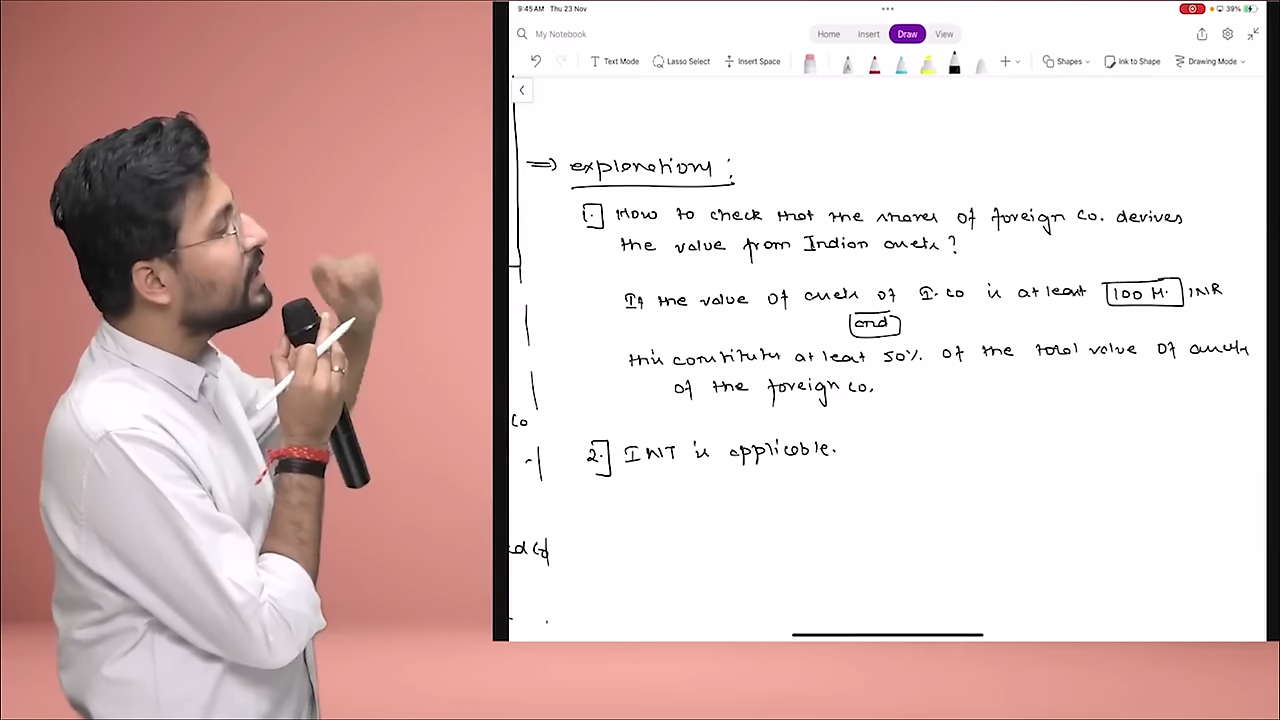 9:45 AM Thu 23 Nov
39%
My Notebook
Home Insert Draw View
Text Mode Lasso Select Insert Space Shapes Ink to Shape Drawing Mode
⇒ explanations:
1. How to check that the shares of foreign Co. derives
the value from Indian assets?
If the value of assets of I.Co is at least 100 M. INR
and
this constitutes at least 50% of the total value of assets
of the foreign co.
Co
2. INT is applicable.